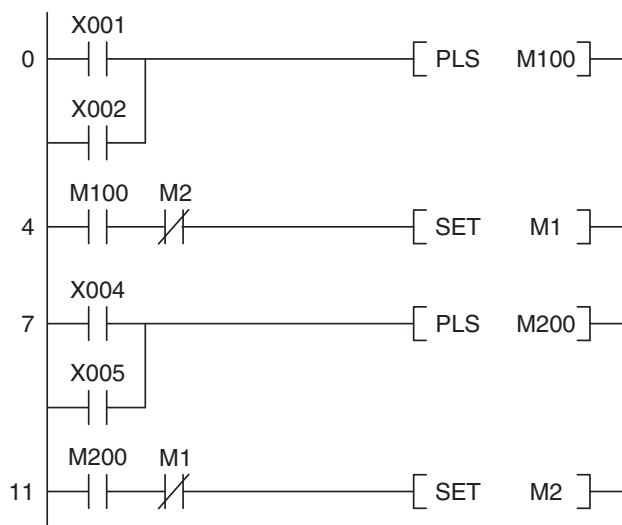 X001
0 PLS M100
X002
M100 M2
4 SET M1
X004
7 PLS M200
X005
M200 M1
11 SET M2